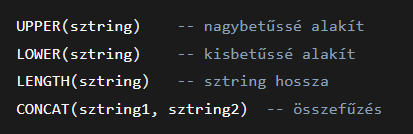 UPPER(sztring)    -- nagybetűssé alakít
LOWER(sztring)    -- kisbetűssé alakít
LENGTH(sztring)   -- sztring hossza
CONCAT(sztring1, sztring2)  -- összefűzés